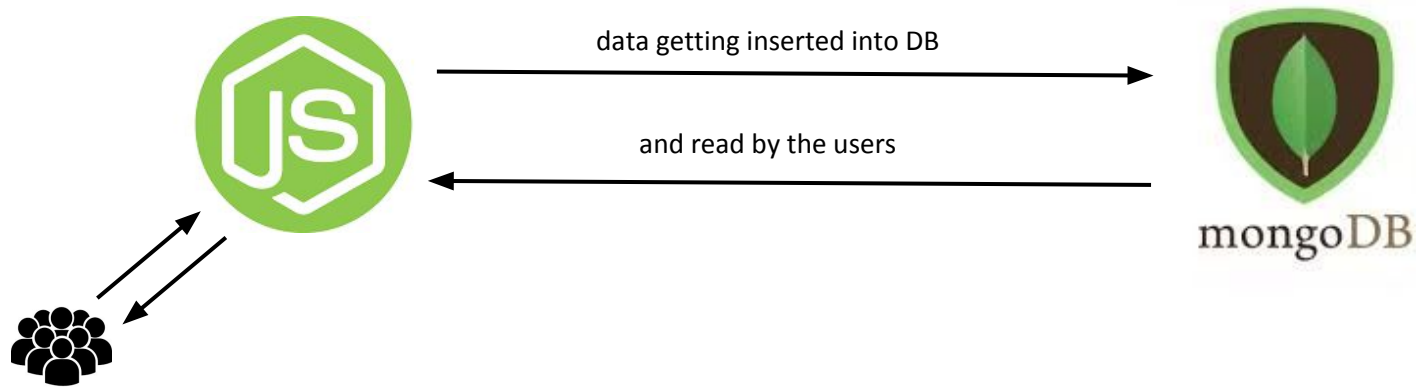 data getting inserted into DB
JS
and read by the users
mongoDB